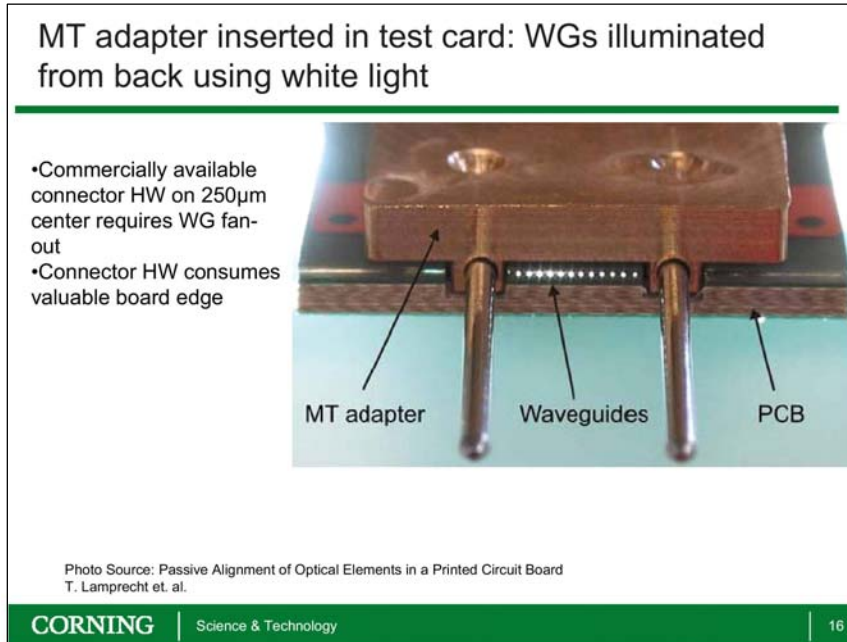 MT adapter inserted in test card: WGs illuminated
from back using white light
•Commercially available
connector HW on 250µm
center requires WG fan-
out
•Connector HW consumes
valuable board edge
MT adapter
Waveguides
PCB
Photo Source: Passive Alignment of Optical Elements in a Printed Circuit Board
T. Lamprecht et. al.
CORNING
Science & Technology
16